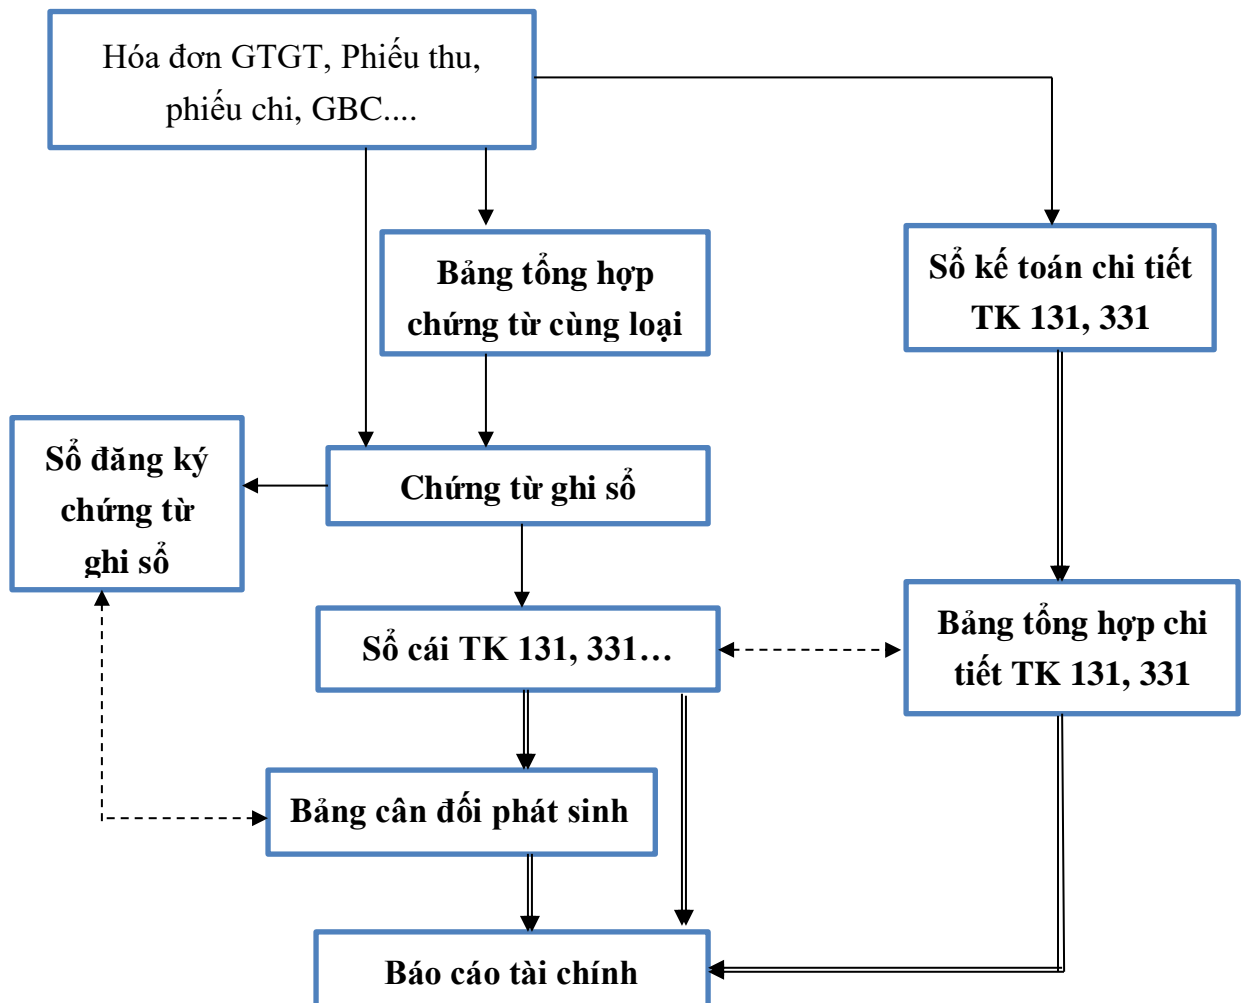 Hóa đơn GTGT, Phiếu thu,
phiếu chi, GBC....
Bảng tổng hợp
chứng từ cùng loại
Sổ kế toán chi tiết
TK 131, 331
Sổ đăng ký
chứng từ
ghi sổ
Chứng từ ghi sổ
Sổ cái TK 131, 331…
Bảng tổng hợp chi
tiết TK 131, 331
Bảng cân đối phát sinh
Báo cáo tài chính